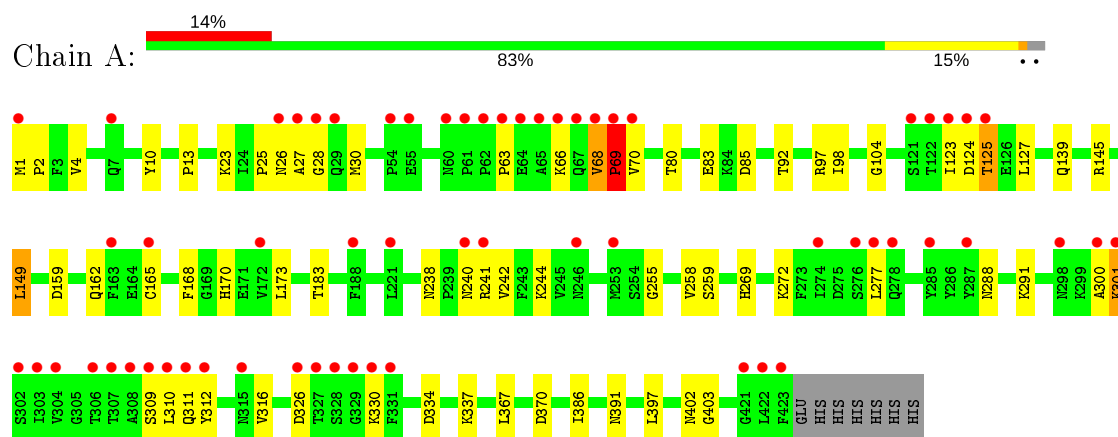 14%
Chain A:
83% 15% • •
M1 P2 F3 V4 Q7 Y10 P13 K23 I24 P25 N26 A27 G28 Q29 M30 P54 E55 N60 P61 P62 P63 E64 A65 K66 Q67 V68 P69 V70 T80 E83 K84 D85 T92 R97 I98 G104 S121 T122 I123 D124 T125 E126 L127 Q139 R145
L149 D159 Q162 F163 E164 C165 F168 G169 H170 E171 V172 L173 T183 F188 L221 N238 P239 N240 R241 V242 F243 K244 V245 N246 M253 S254 G255 V258 S259 H269 K272 F273 I274 D275 S276 L277 Q278 Y285 Y286 Y287 N288 K291 N298 K299 A300 K301
S302 I303 V304 G305 T306 T307 A308 S309 L310 Q311 Y312 N315 V316 D326 T327 S328 G329 K330 F331 D334 K337 L367 D370 I386 N391 L397 N402 G403 G421 L422 F423 GLU HIS HIS HIS HIS HIS HIS